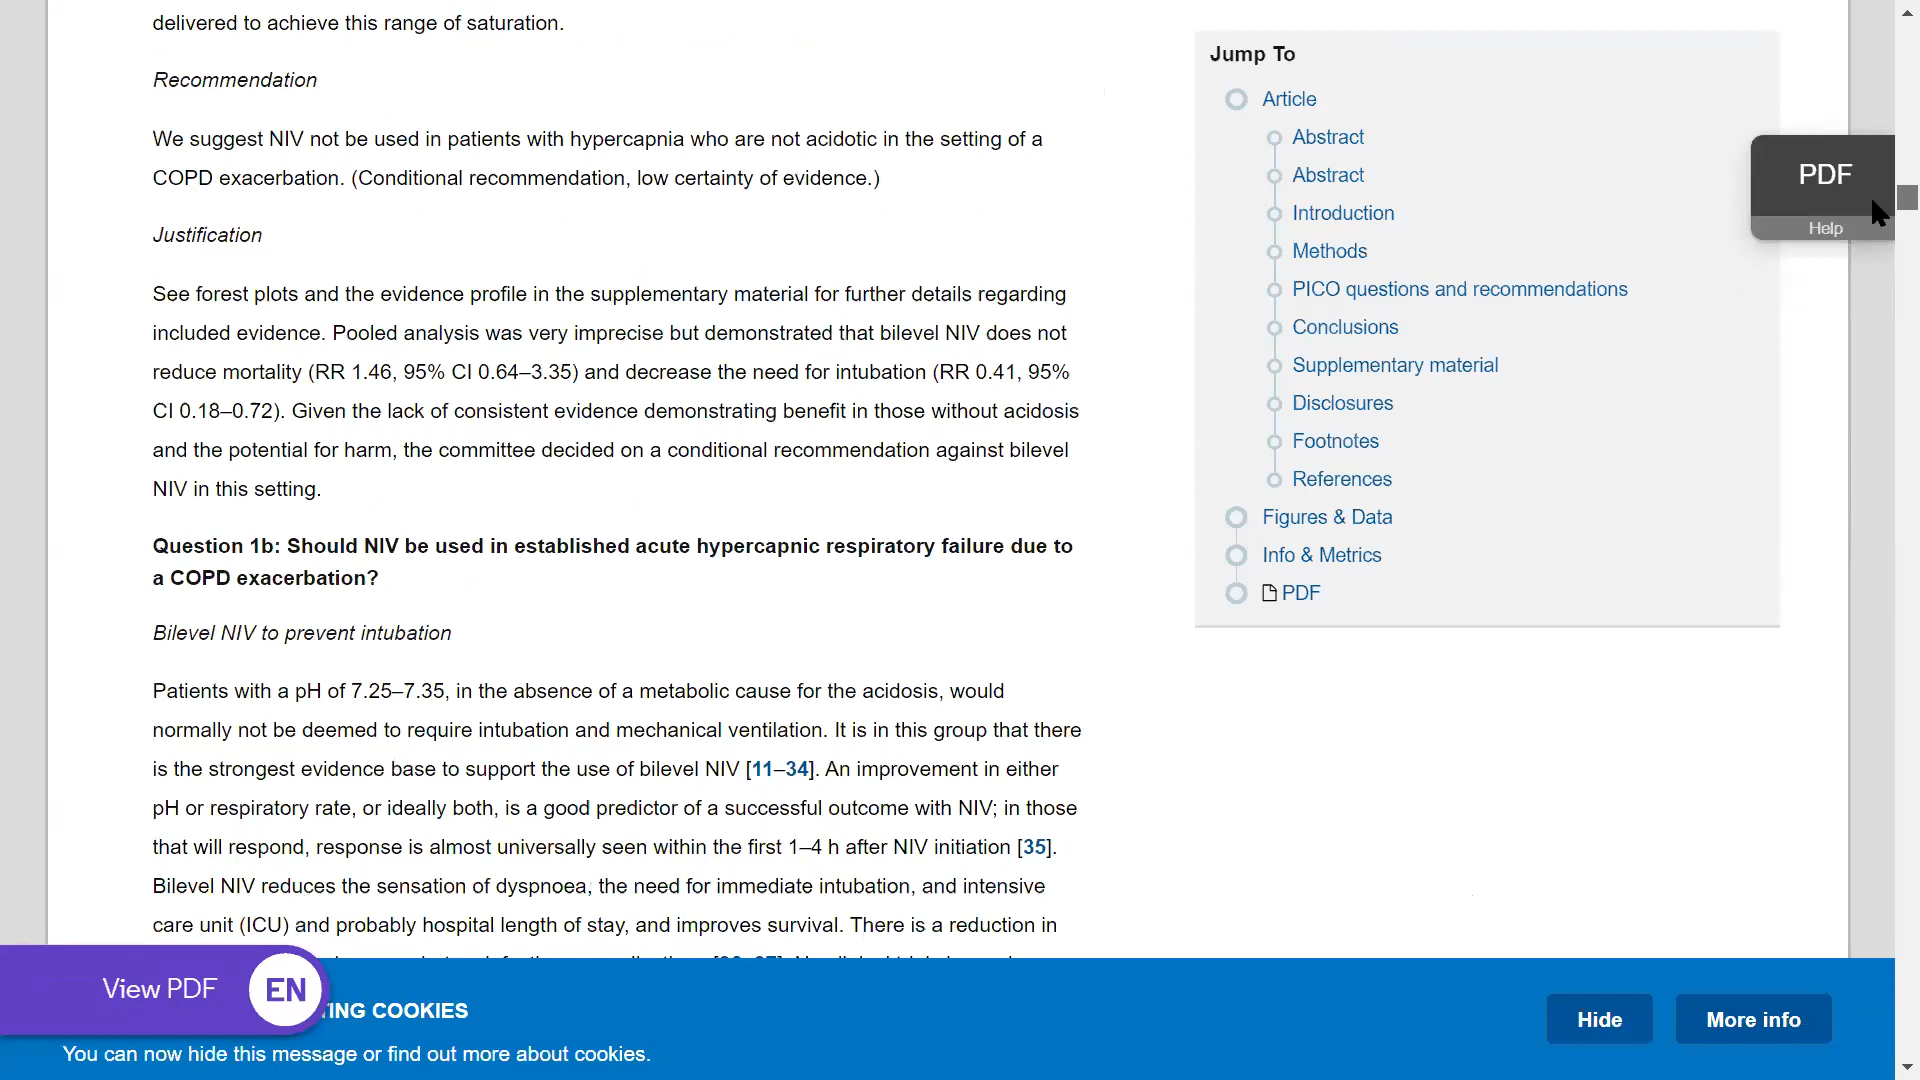 delivered to achieve this range of saturation.
Recommendation
We suggest NIV not be used in patients with hypercapnia who are not acidotic in the setting of a
COPD exacerbation. (Conditional recommendation, low certainty of evidence.)
Justification
See forest plots and the evidence profile in the supplementary material for further details regarding
included evidence. Pooled analysis was very imprecise but demonstrated that bilevel NIV does not
reduce mortality (RR 1.46, 95% CI 0.64–3.35) and decrease the need for intubation (RR 0.41, 95%
CI 0.18–0.72). Given the lack of consistent evidence demonstrating benefit in those without acidosis
and the potential for harm, the committee decided on a conditional recommendation against bilevel
NIV in this setting.
Question 1b: Should NIV be used in established acute hypercapnic respiratory failure due to
a COPD exacerbation?
Bilevel NIV to prevent intubation
Patients with a pH of 7.25–7.35, in the absence of a metabolic cause for the acidosis, would
normally not be deemed to require intubation and mechanical ventilation. It is in this group that there
is the strongest evidence base to support the use of bilevel NIV [11–34]. An improvement in either
pH or respiratory rate, or ideally both, is a good predictor of a successful outcome with NIV; in those
that will respond, response is almost universally seen within the first 1–4 h after NIV initiation [35].
Bilevel NIV reduces the sensation of dyspnoea, the need for immediate intubation, and intensive
care unit (ICU) and probably hospital length of stay, and improves survival. There is a reduction in
Jump To
Article
Abstract
Abstract
Introduction
Methods
PICO questions and recommendations
Conclusions
Supplementary material
Disclosures
Footnotes
References
Figures & Data
Info & Metrics
PDF
PDF
Help
View PDF
EN
TING COOKIES
You can now hide this message or find out more about cookies.
Hide
More info